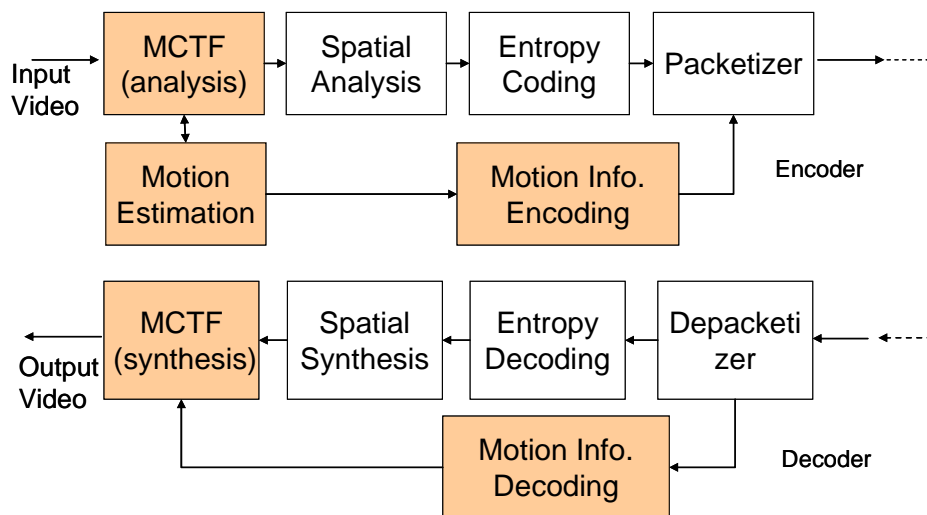 Input
Video
MCTF
(analysis)
Spatial
Analysis
Entropy
Coding
Packetizer
Motion
Estimation
Motion Info.
Encoding
Encoder
Output
Video
MCTF
(synthesis)
Spatial
Synthesis
Entropy
Decoding
Depacketi
zer
Motion Info.
Decoding
Decoder